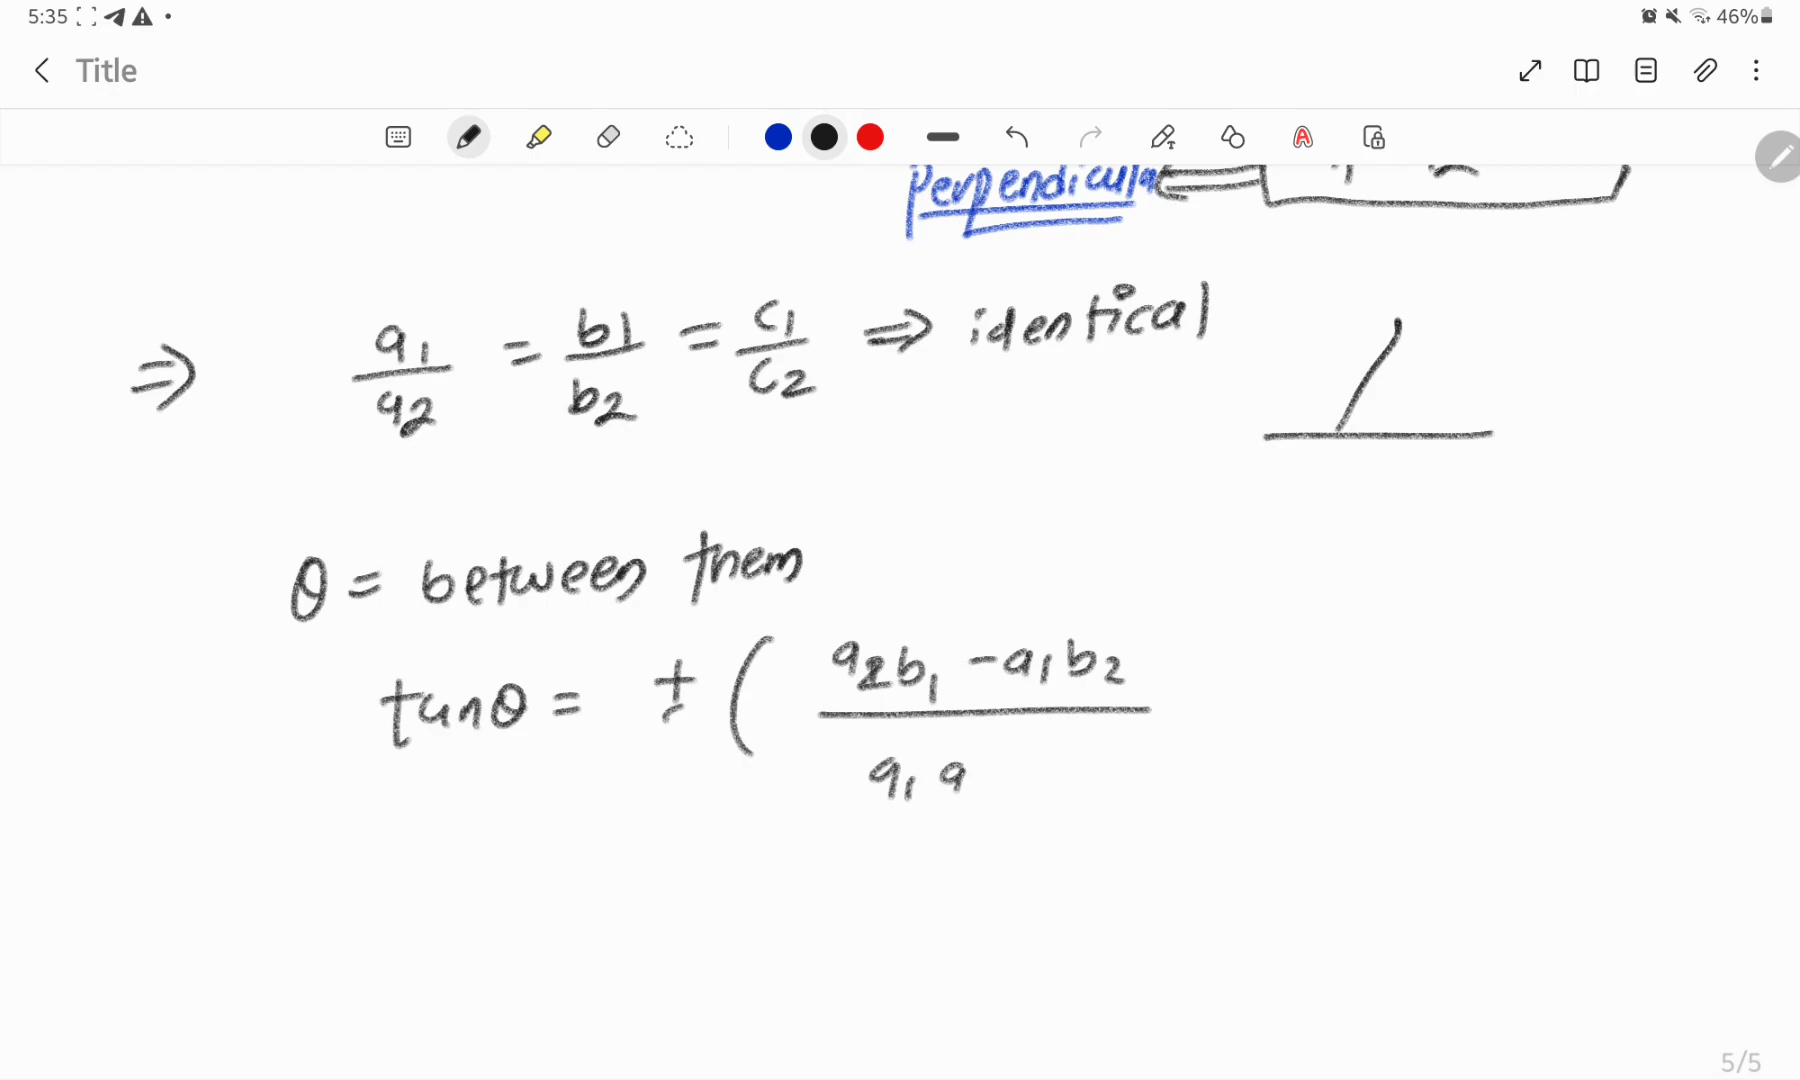 5:35
46%
Title
perpendicular
⇒ a₁/a₂ = b1/b₂ = c₁/c₂ ⇒ identical
θ = between them
tanθ = ± ( a₂b₁ - a₁b₂ / a₁ a
5/5